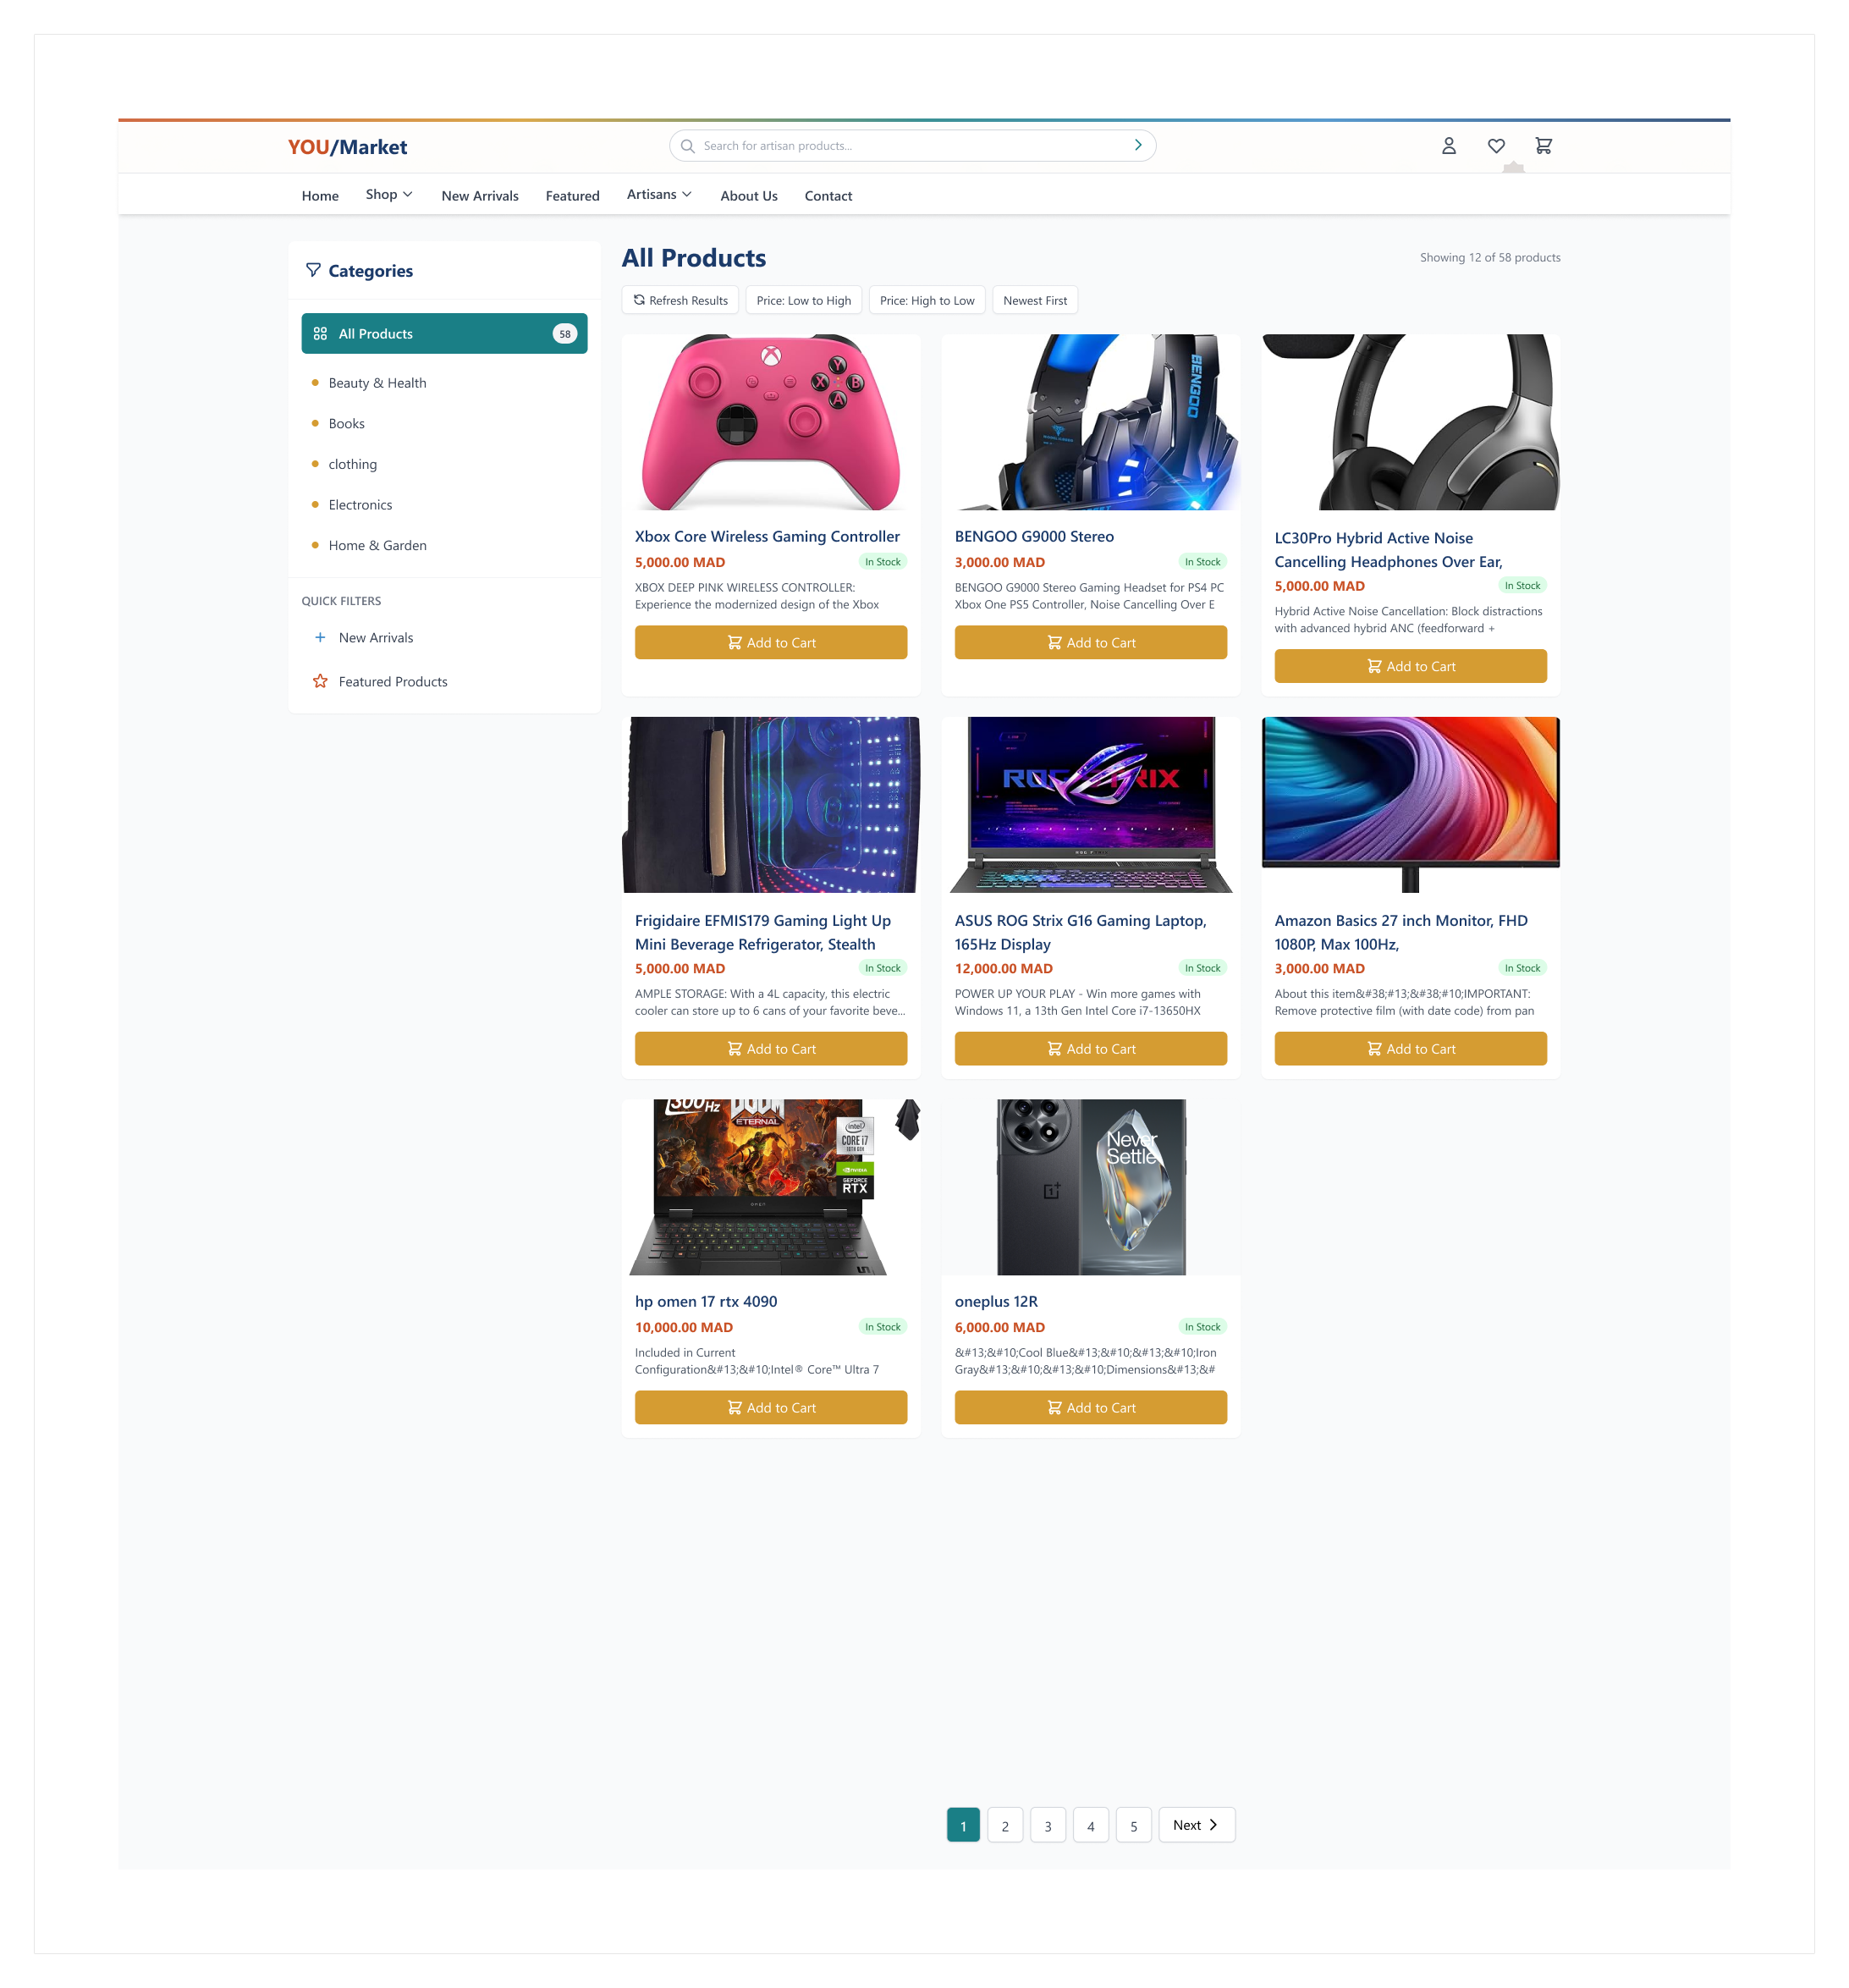 YOU/Market
Search for artisan products...
Home
Shop
New Arrivals
Featured
Artisans
About Us
Contact
Categories
All Products
58
Beauty & Health
Books
clothing
Electronics
Home & Garden
QUICK FILTERS
New Arrivals
Featured Products
All Products
Showing 12 of 58 products
Refresh Results
Price: Low to High
Price: High to Low
Newest First
Y
X
B
A
Xbox Core Wireless Gaming Controller
5,000.00 MAD
In Stock
XBOX DEEP PINK WIRELESS CONTROLLER:
Experience the modernized design of the Xbox
Add to Cart
BENGOO
BENGOO G9000 Stereo
3,000.00 MAD
In Stock
BENGOO G9000 Stereo Gaming Headset for PS4 PC
Xbox One PS5 Controller, Noise Cancelling Over E
Add to Cart
LC30Pro Hybrid Active Noise
Cancelling Headphones Over Ear,
5,000.00 MAD
In Stock
Hybrid Active Noise Cancellation: Block distractions
with advanced hybrid ANC (feedforward +
Add to Cart
Frigidaire EFMIS179 Gaming Light Up
Mini Beverage Refrigerator, Stealth
5,000.00 MAD
In Stock
AMPLE STORAGE: With a 4L capacity, this electric
cooler can store up to 6 cans of your favorite beve...
Add to Cart
ASUS ROG Strix G16 Gaming Laptop,
165Hz Display
12,000.00 MAD
In Stock
POWER UP YOUR PLAY - Win more games with
Windows 11, a 13th Gen Intel Core i7-13650HX
Add to Cart
Amazon Basics 27 inch Monitor, FHD
1080P, Max 100Hz,
3,000.00 MAD
In Stock
About this item&#38;#13;&#38;#10;IMPORTANT:
Remove protective film (with date code) from pan
Add to Cart
300Hz
DOOM
ETERNAL
intel
CORE i7
NVIDIA
GEFORCE
RTX
hp omen 17 rtx 4090
10,000.00 MAD
In Stock
Included in Current
Configuration&#13;&#10;Intel® Core™ Ultra 7
Add to Cart
Never
Settle
oneplus 12R
6,000.00 MAD
In Stock
&#13;&#10;Cool Blue&#13;&#10;&#13;&#10;Iron
Gray&#13;&#10;&#13;&#10;Dimensions&#13;&#
Add to Cart
1
2
3
4
5
Next